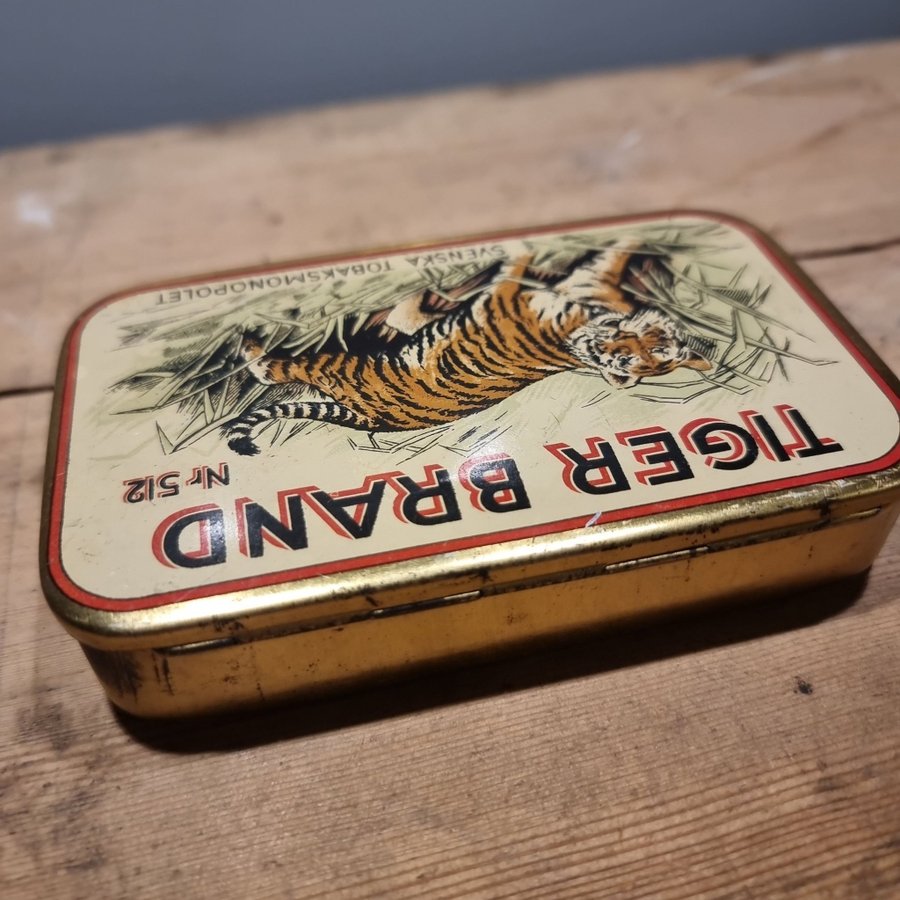 TIGER BRAND
Nr 512
SVENSKA TOBAKSMONOPOLET